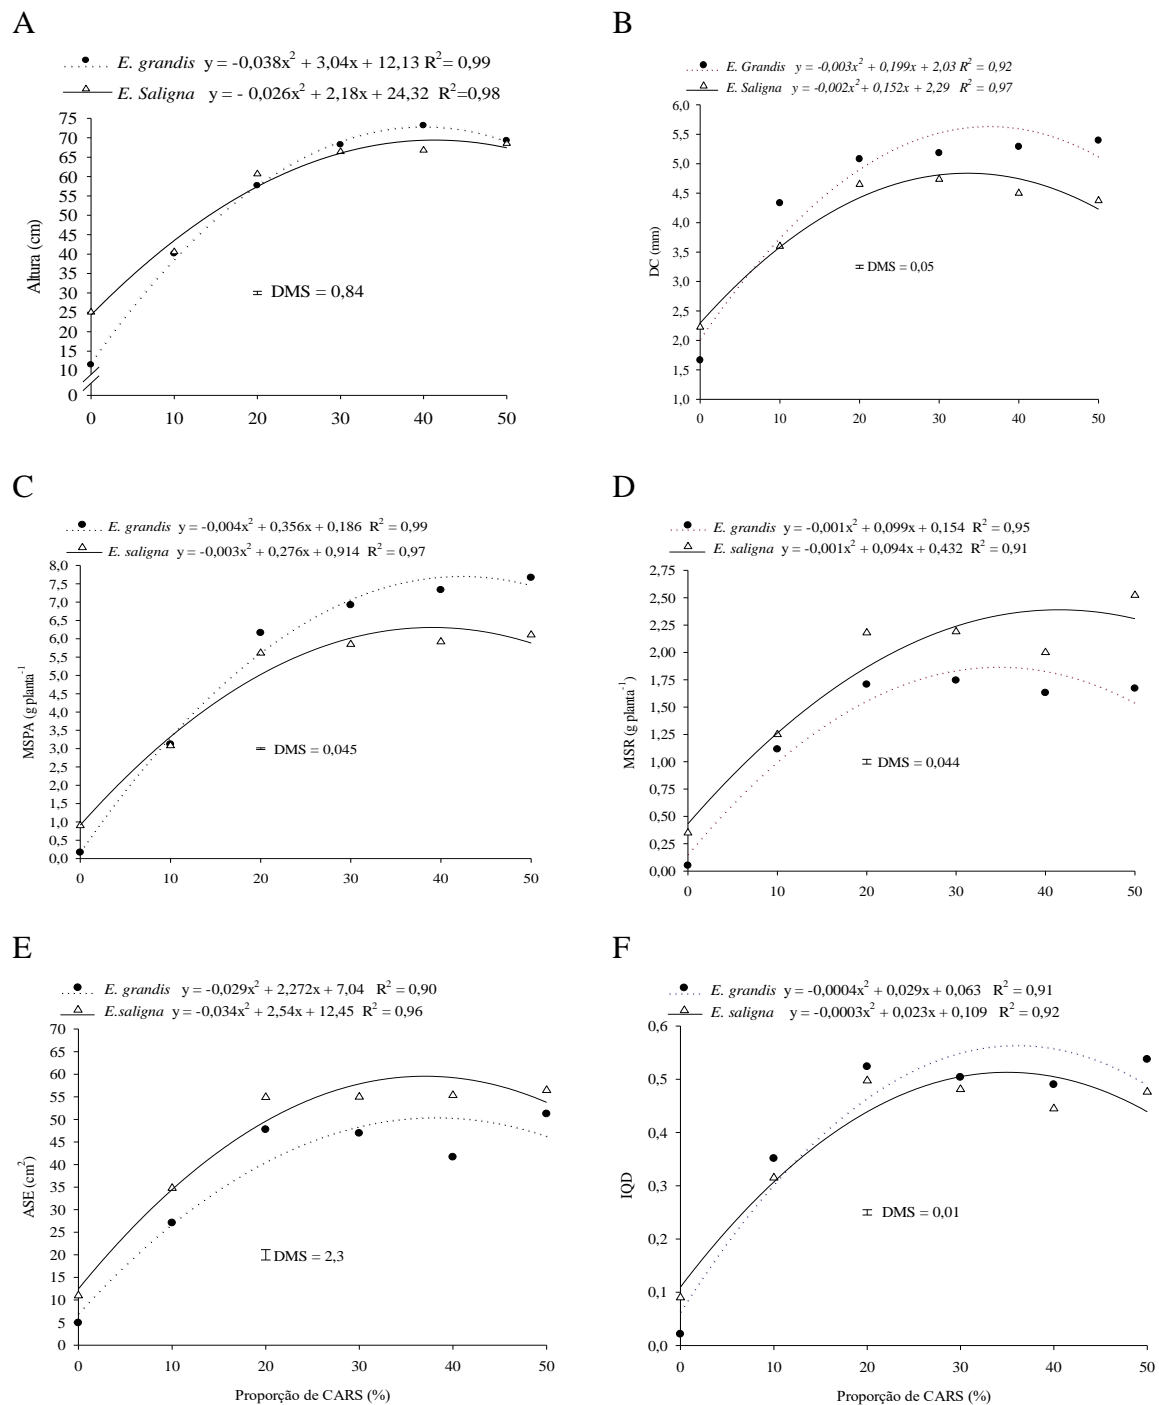 A
E. grandis y = -0,038x² + 3,04x + 12,13 R²= 0,99
E. Saligna y = - 0,026x² + 2,18x + 24,32 R²=0,98
75
70
65
60
55
50
45
40
35
30
25
20
15
10
0
Altura (cm)
DMS = 0,84
0 10 20 30 40 50
B
E. Grandis y = -0,003x² + 0,199x + 2,03 R² = 0,92
E. Saligna y = -0,002x² + 0,152x + 2,29 R² = 0,97
6,0
5,5
5,0
4,5
4,0
3,5
3,0
2,5
2,0
1,5
1,0
DC (mm)
DMS = 0,05
0 10 20 30 40 50
C
E. grandis y = -0,004x² + 0,356x + 0,186 R² = 0,99
E. saligna y = -0,003x² + 0,276x + 0,914 R² = 0,97
8,0
7,5
7,0
6,5
6,0
5,5
5,0
4,5
4,0
3,5
3,0
2,5
2,0
1,5
1,0
0,5
0,0
MSPA (g planta⁻¹)
DMS = 0,045
0 10 20 30 40 50
D
E. grandis y = -0,001x² + 0,099x + 0,154 R² = 0,95
E. saligna y = -0,001x² + 0,094x + 0,432 R² = 0,91
2,75
2,50
2,25
2,00
1,75
1,50
1,25
1,00
0,75
0,50
0,25
0,00
MSR (g planta⁻¹)
DMS = 0,044
0 10 20 30 40 50
E
E. grandis y = -0,029x² + 2,272x + 7,04 R² = 0,90
E.saligna y = -0,034x² + 2,54x + 12,45 R² = 0,96
70
65
60
55
50
45
40
35
30
25
20
15
10
5
0
ASE (cm²)
DMS = 2,3
0 10 20 30 40 50
Proporção de CARS (%)
F
E. grandis y = -0,0004x² + 0,029x + 0,063 R² = 0,91
E. saligna y = -0,0003x² + 0,023x + 0,109 R² = 0,92
0,6
0,5
0,4
0,3
0,2
0,1
0,0
IQD
DMS = 0,01
0 10 20 30 40 50
Proporção de CARS (%)